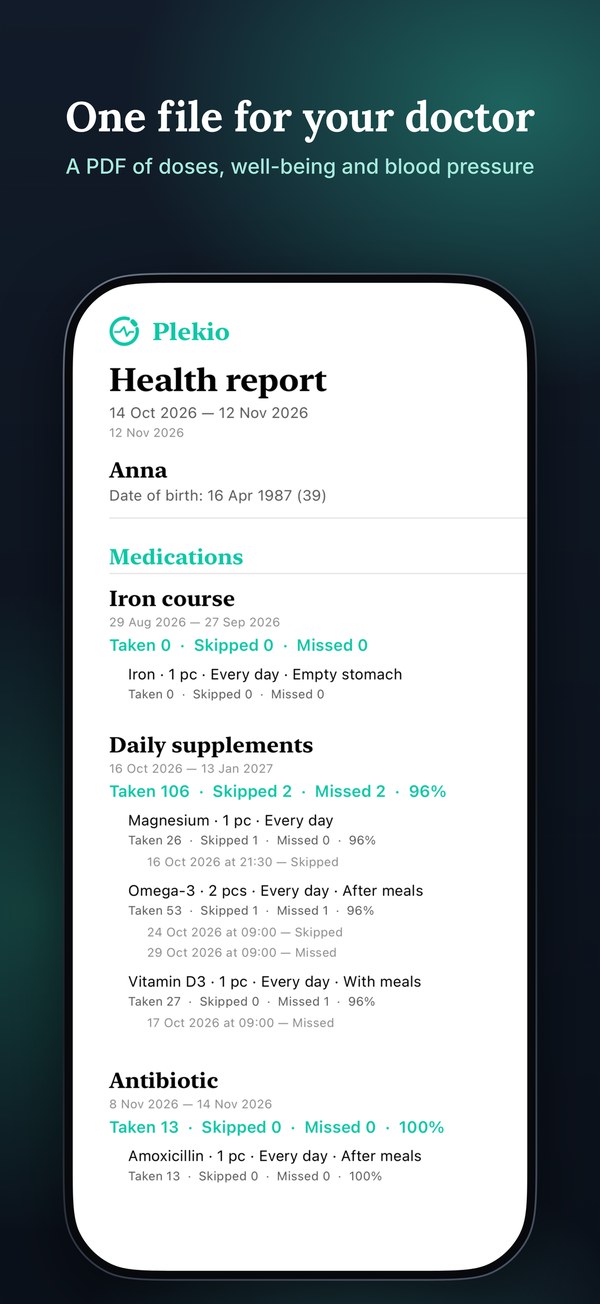 One file for your doctor
A PDF of doses, well-being and blood pressure
Plekio
Health report
14 Oct 2026 — 12 Nov 2026
12 Nov 2026
Anna
Date of birth: 16 Apr 1987 (39)
Medications
Iron course
29 Aug 2026 — 27 Sep 2026
Taken 0 · Skipped 0 · Missed 0
Iron · 1 pc · Every day · Empty stomach
Taken 0 · Skipped 0 · Missed 0
Daily supplements
16 Oct 2026 — 13 Jan 2027
Taken 106 · Skipped 2 · Missed 2 · 96%
Magnesium · 1 pc · Every day
Taken 26 · Skipped 1 · Missed 0 · 96%
16 Oct 2026 at 21:30 — Skipped
Omega-3 · 2 pcs · Every day · After meals
Taken 53 · Skipped 1 · Missed 1 · 96%
24 Oct 2026 at 09:00 — Skipped
29 Oct 2026 at 09:00 — Missed
Vitamin D3 · 1 pc · Every day · With meals
Taken 27 · Skipped 0 · Missed 1 · 96%
17 Oct 2026 at 09:00 — Missed
Antibiotic
8 Nov 2026 — 14 Nov 2026
Taken 13 · Skipped 0 · Missed 0 · 100%
Amoxicillin · 1 pc · Every day · After meals
Taken 13 · Skipped 0 · Missed 0 · 100%